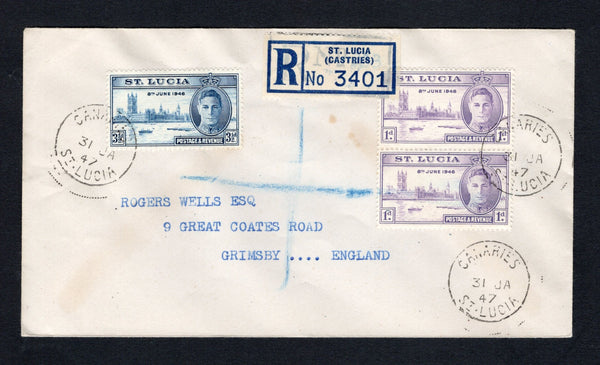 R
ST. LUCIA
(CASTRIES)
No 3401
ST. LUCIA
8TH JUNE 1946
3½d
3½d
POSTAGE & REVENUE
ST. LUCIA
8TH JUNE 1946
1d
1d
POSTAGE & REVENUE
ST. LUCIA
8TH JUNE 1946
1d
1d
POSTAGE & REVENUE
CANARIES
31 JA
47
ST. LUCIA
CANARIES
31 JA
47
ST. LUCIA
ROGERS WELLS ESQ
9 GREAT COATES ROAD
GRIMSBY .... ENGLAND
CANARIES
31 JA
47
ST. LUCIA